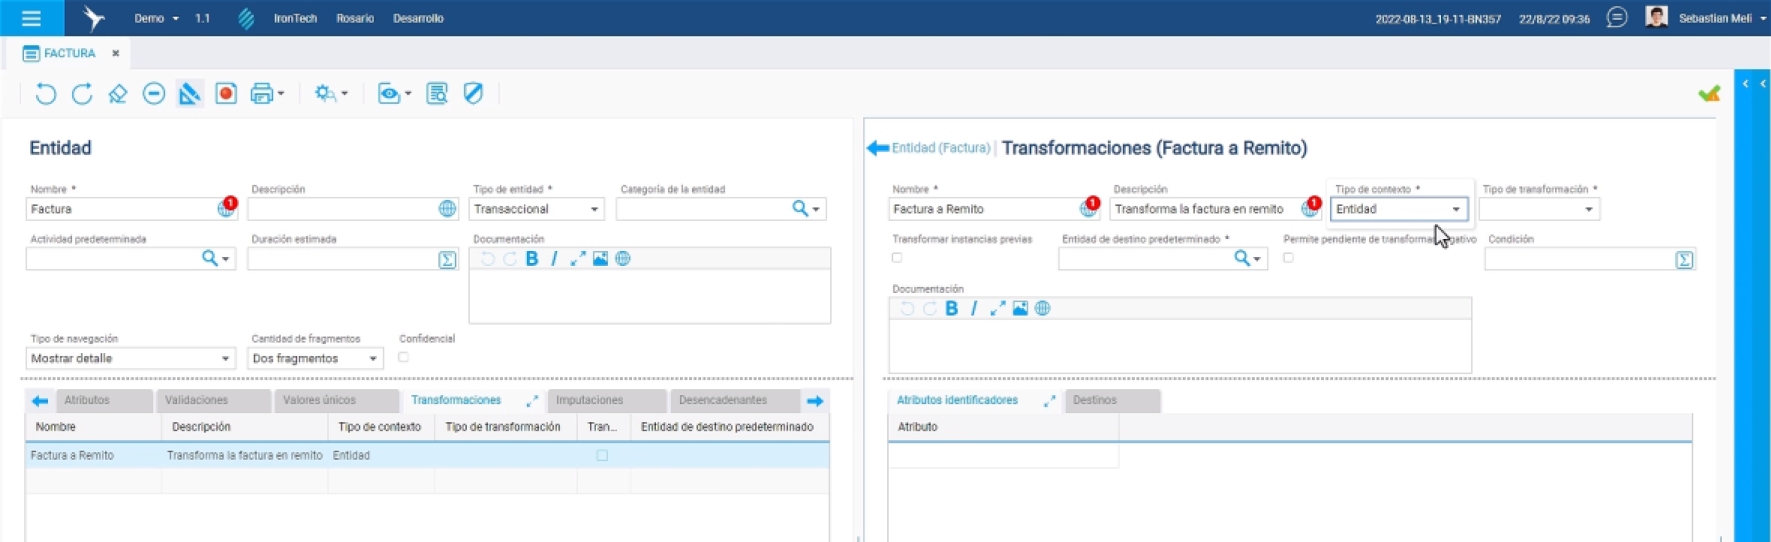 Demo 1.1 IronTech Rosario Desarrollo 2022-08-13_19-11-BN357 22/8/22 09:36 Sebastian Meli
FACTURA ×
Entidad
Nombre * Descripción Tipo de entidad * Categoría de la entidad
Factura 1 Transaccional
Actividad predeterminada Duración estimada Documentación
B I
Tipo de navegación Cantidad de fragmentos Confidencial
Mostrar detalle Dos fragmentos
Atributos Validaciones Valores únicos Transformaciones Imputaciones Desencadenantes
Nombre Descripción Tipo de contexto Tipo de transformación Tran... Entidad de destino predeterminado
Factura a Remito Transforma la factura en remito Entidad
Entidad (Factura) | Transformaciones (Factura a Remito)
Nombre * Descripción Tipo de contexto * Tipo de transformación *
Factura a Remito 1 Transforma la factura en remito 1 Entidad
Transformar instancias previas Entidad de destino predeterminado * Permite pendiente de transformar Condición
Documentación
B I
Atributos identificadores Destinos
Atributo